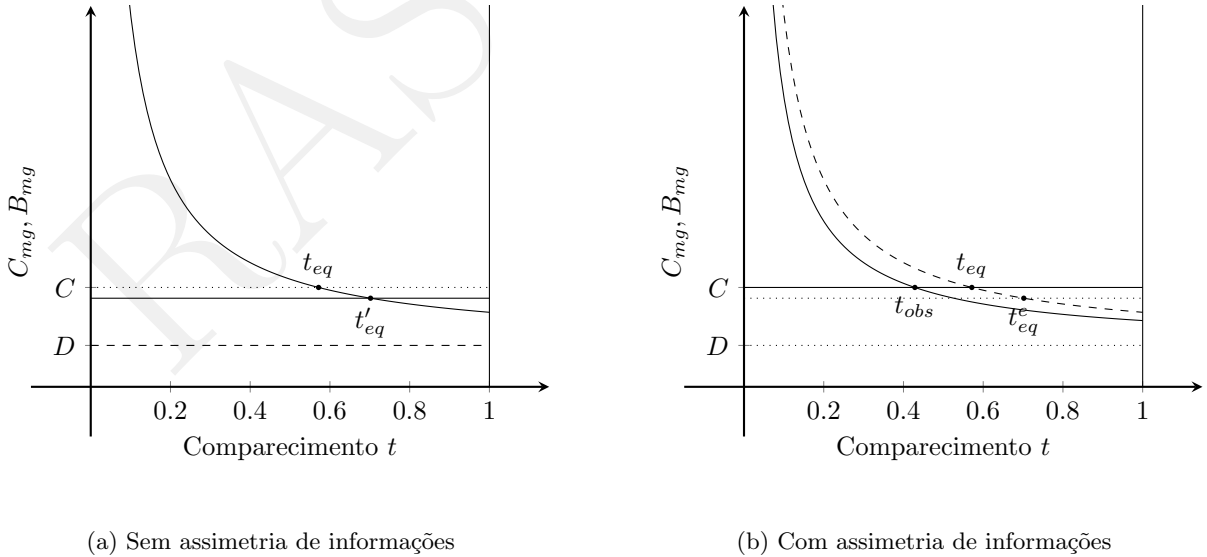 C_{mg}, B_{mg}
C
D
t_{eq}
t'_{eq}
0.2 0.4 0.6 0.8 1
Comparecimento t
(a) Sem assimetria de informações
C_{mg}, B_{mg}
C
D
t_{eq}
t_{obs}
t^e_{eq}
0.2 0.4 0.6 0.8 1
Comparecimento t
(b) Com assimetria de informações
RAS